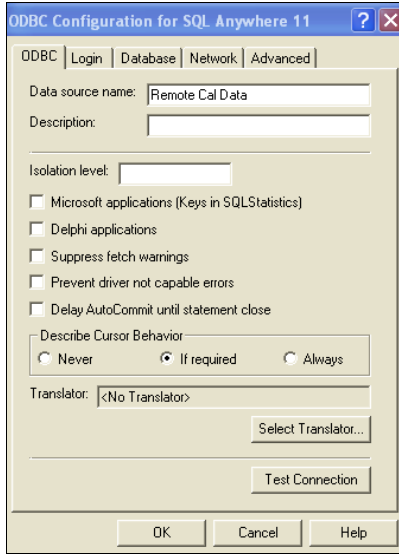 ODBC Configuration for SQL Anywhere 11
ODBC Login Database Network Advanced
Data source name: Remote Cal Data
Description:
Isolation level:
Microsoft applications (Keys in SQLStatistics)
Delphi applications
Suppress fetch warnings
Prevent driver not capable errors
Delay AutoCommit until statement close
Describe Cursor Behavior
Never If required Always
Translator: <No Translator>
Select Translator...
Test Connection
OK Cancel Help